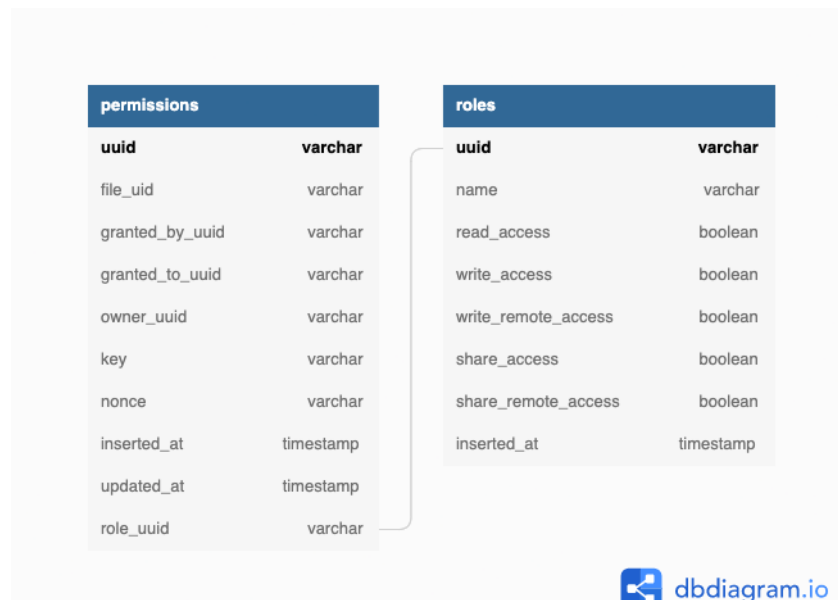 permissions
uuid varchar
file_uid varchar
granted_by_uuid varchar
granted_to_uuid varchar
owner_uuid varchar
key varchar
nonce varchar
inserted_at timestamp
updated_at timestamp
role_uuid varchar
roles
uuid varchar
name varchar
read_access boolean
write_access boolean
write_remote_access boolean
share_access boolean
share_remote_access boolean
inserted_at timestamp
dbdiagram.io